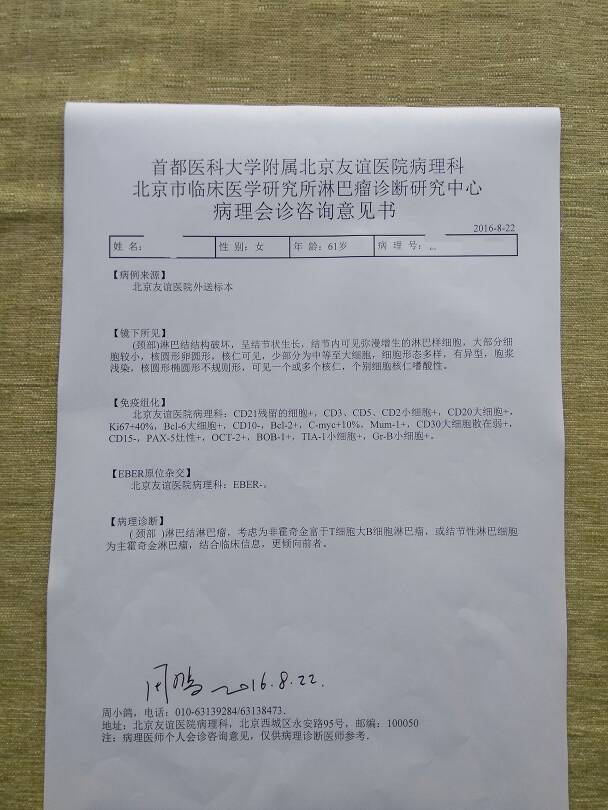 首都医科大学附属北京友谊医院病理科
北京市临床医学研究所淋巴瘤诊断研究中心
病理会诊咨询意见书
2016-8-22
姓 名： 性 别：女 年 龄：61岁 病 理 号：
【病例来源】
北京友谊医院外送标本
【镜下所见】
(颈部)淋巴结结构破坏，呈结节状生长，结节内可见弥漫增生的淋巴样细胞，大部分细
胞较小，核圆形卵圆形，核仁可见，少部分为中等至大细胞，细胞形态多样，有异型，胞浆
浅染，核圆形椭圆形不规则形，可见一个或多个核仁，个别细胞核仁嗜酸性。
【免疫组化】
北京友谊医院病理科：CD21残留的细胞+，CD3、CD5、CD2小细胞+，CD20大细胞+，
Ki67+40%，Bcl-6大细胞+，CD10-，Bcl-2+，C-myc+10%，Mum-1+，CD30大细胞散在弱+，
CD15-，PAX-5灶性+，OCT-2+，BOB-1+，TIA-1小细胞+，Gr-B小细胞+。
【EBER原位杂交】
北京友谊医院病理科：EBER-。
【病理诊断】
(颈部)淋巴结淋巴瘤，考虑为非霍奇金富于T细胞大B细胞淋巴瘤，或结节性淋巴细胞
为主霍奇金淋巴瘤，结合临床信息，更倾向前者。
2016.8.22.
周小鸽，电话：010-63139284/63138473.
地址：北京友谊医院病理科，北京西城区永安路95号，邮编：100050
注：病理医师个人会诊咨询意见，仅供病理诊断医师参考.